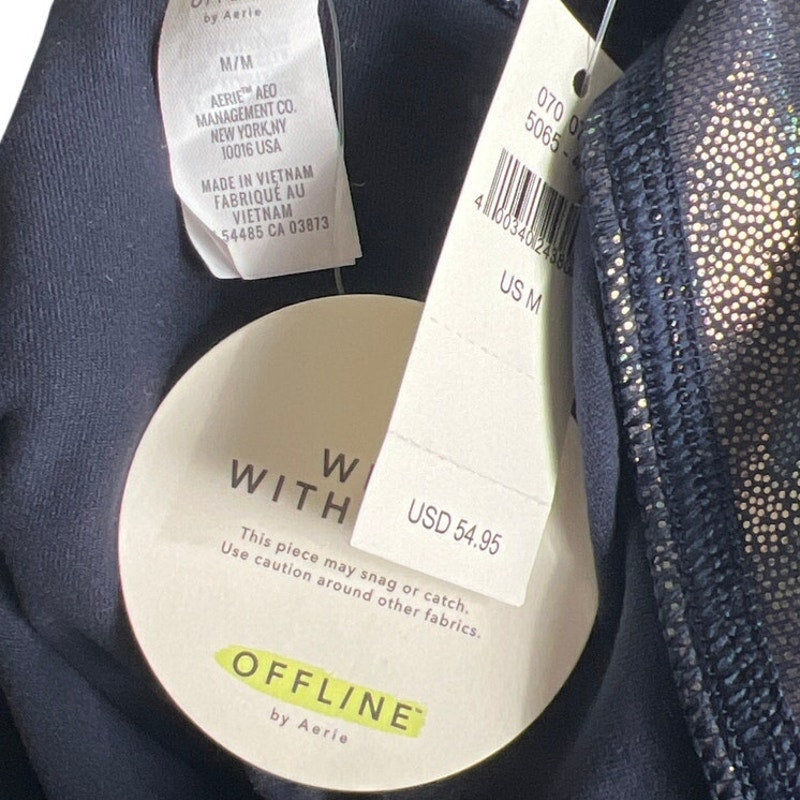 by Aerie
M/M
AERIE™ AEO
MANAGEMENT CO.
NEW YORK,NY
10016 USA
MADE IN VIETNAM
FABRIQUÉ AU
VIETNAM
54485 CA 03873
070
5065
US M
USD 54.95
WITH
This piece may snag or catch.
Use caution around other fabrics.
OFFLINE™
by Aerie